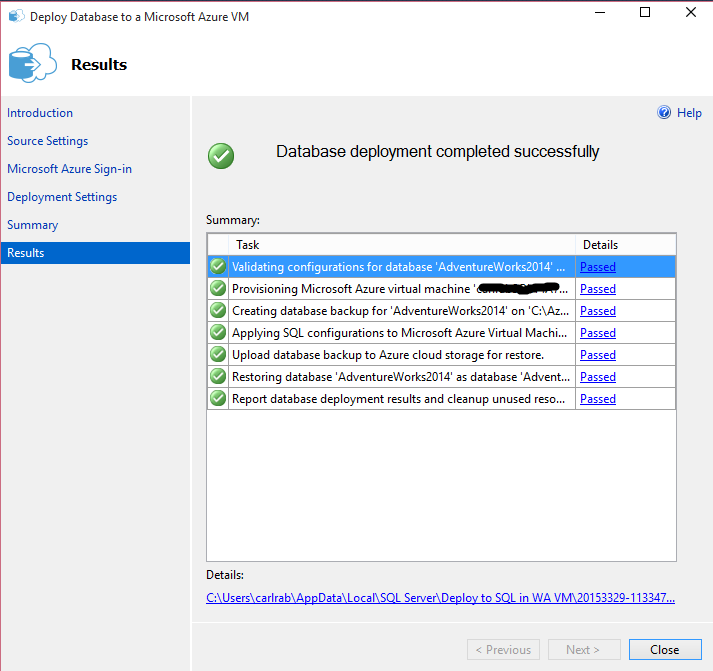 Deploy Database to a Microsoft Azure VM
Results
Introduction
Source Settings
Microsoft Azure Sign-in
Deployment Settings
Summary
Results
Help
Database deployment completed successfully
Summary:
Task Details
Validating configurations for database 'AdventureWorks2014' ... Passed
Provisioning Microsoft Azure virtual machine ' ... Passed
Creating database backup for 'AdventureWorks2014' on 'C:\Az... Passed
Applying SQL configurations to Microsoft Azure Virtual Machi... Passed
Upload database backup to Azure cloud storage for restore. Passed
Restoring database 'AdventureWorks2014' as database 'Advent... Passed
Report database deployment results and cleanup unused reso... Passed
Details:
C:\Users\carlrab\AppData\Local\SQL Server\Deploy to SQL in WA VM\20153329-113347...
< Previous Next > Close